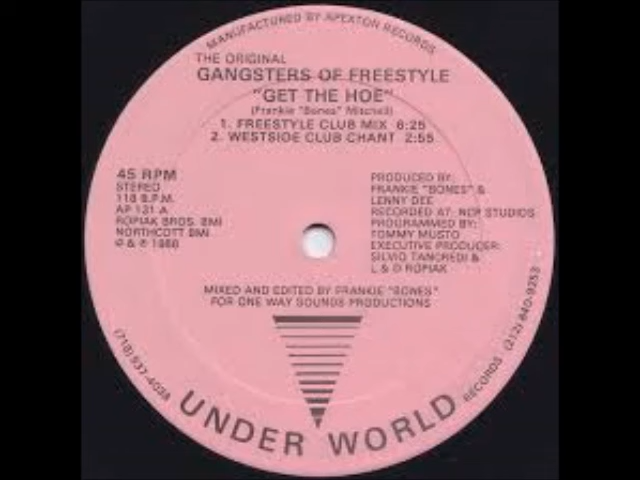 MANUFACTURED BY APEXTON RECORDS
THE ORIGINAL
GANGSTERS OF FREESTYLE
"GET THE HOE"
(Frankie "Bones" Mitchell)
1. FREESTYLE CLUB MIX 6:25
2. WESTSIDE CLUB CHANT 2:55
45 RPM
STEREO
118 B.P.M.
AP 131 A
ROPIAK BROS. BMI
NORTHCOTT BMI
© & ℗ 1988
PRODUCED BY:
FRANKIE "BONES" &
LENNY DEE
RECORDED AT: NCP STUDIOS
PROGRAMMED BY:
TOMMY MUSTO
EXECUTIVE PRODUCER:
SILVIO TANCREDI &
L & D ROPIAK
MIXED AND EDITED BY FRANKIE "BONES"
FOR ONE WAY SOUNDS PRODUCTIONS
UNDER WORLD
RECORDS (212) 840-9253